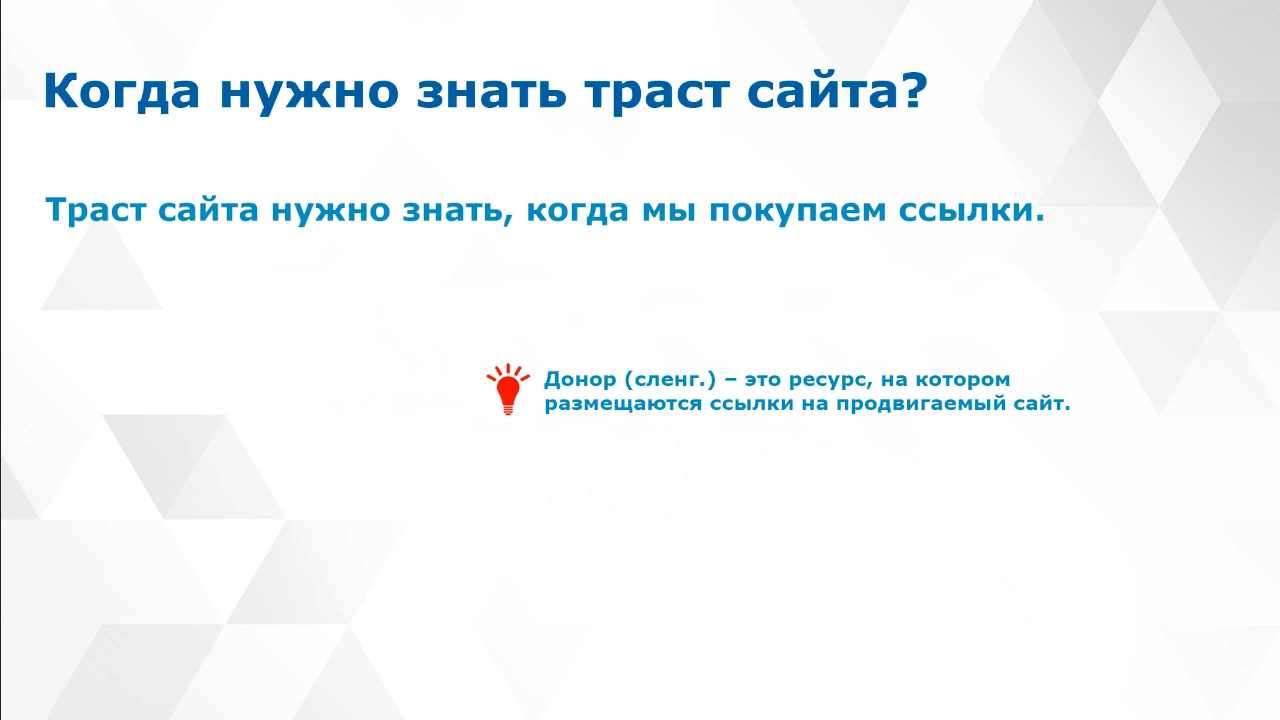 Когда нужно знать траст сайта?
Траст сайта нужно знать, когда мы покупаем ссылки.
Донор (сленг.) – это ресурс, на котором
размещаются ссылки на продвигаемый сайт.